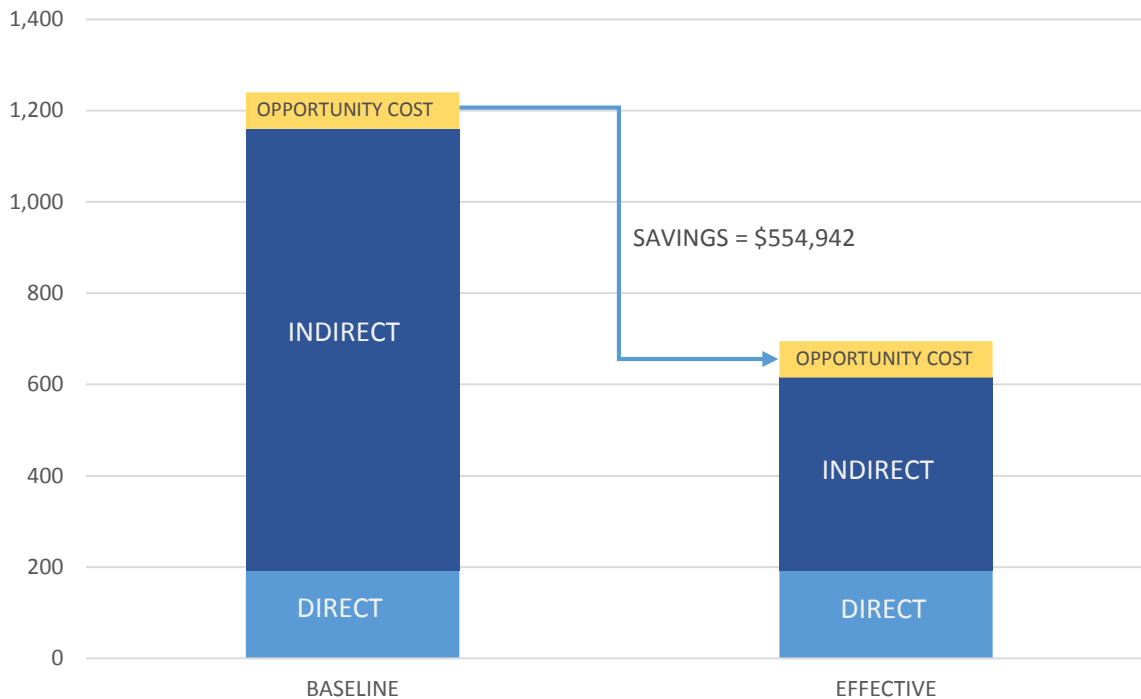 1,400
1,200
1,000
800
600
400
200
0
OPPORTUNITY COST
INDIRECT
DIRECT
BASELINE
SAVINGS = $554,942
OPPORTUNITY COST
INDIRECT
DIRECT
EFFECTIVE